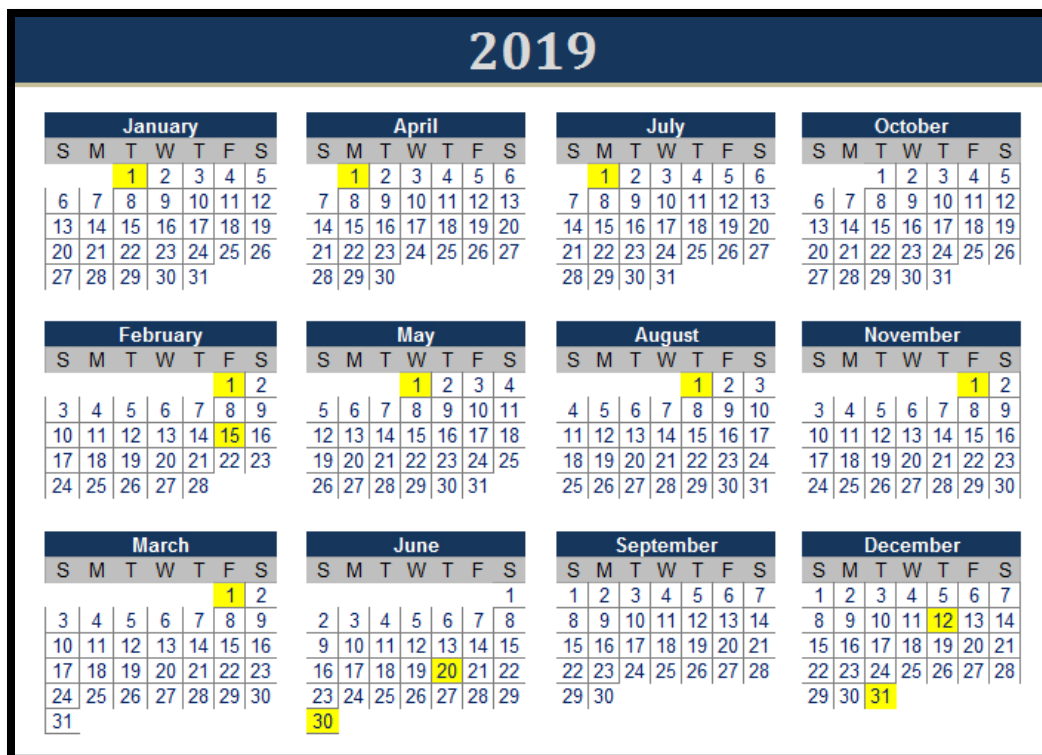 2019
January April July October
S M T W T F S S M T W T F S S M T W T F S S M T W T F S
1 2 3 4 5 1 2 3 4 5 6 1 2 3 4 5 6 1 2 3 4 5
6 7 8 9 10 11 12 7 8 9 10 11 12 13 7 8 9 10 11 12 13 6 7 8 9 10 11 12
13 14 15 16 17 18 19 14 15 16 17 18 19 20 14 15 16 17 18 19 20 13 14 15 16 17 18 19
20 21 22 23 24 25 26 21 22 23 24 25 26 27 21 22 23 24 25 26 27 20 21 22 23 24 25 26
27 28 29 30 31 28 29 30 28 29 30 31 27 28 29 30 31
February May August November
S M T W T F S S M T W T F S S M T W T F S S M T W T F S
1 2 1 2 3 4 1 2 3 1 2
3 4 5 6 7 8 9 5 6 7 8 9 10 11 4 5 6 7 8 9 10 3 4 5 6 7 8 9
10 11 12 13 14 15 16 12 13 14 15 16 17 18 11 12 13 14 15 16 17 10 11 12 13 14 15 16
17 18 19 20 21 22 23 19 20 21 22 23 24 25 18 19 20 21 22 23 24 17 18 19 20 21 22 23
24 25 26 27 28 26 27 28 29 30 31 25 26 27 28 29 30 31 24 25 26 27 28 29 30
March June September December
S M T W T F S S M T W T F S S M T W T F S S M T W T F S
1 2 1 1 2 3 4 5 6 7 1 2 3 4 5 6 7
3 4 5 6 7 8 9 2 3 4 5 6 7 8 8 9 10 11 12 13 14 8 9 10 11 12 13 14
10 11 12 13 14 15 16 9 10 11 12 13 14 15 15 16 17 18 19 20 21 15 16 17 18 19 20 21
17 18 19 20 21 22 23 16 17 18 19 20 21 22 22 23 24 25 26 27 28 22 23 24 25 26 27 28
24 25 26 27 28 29 30 23 24 25 26 27 28 29 29 30 29 30 31
31 30